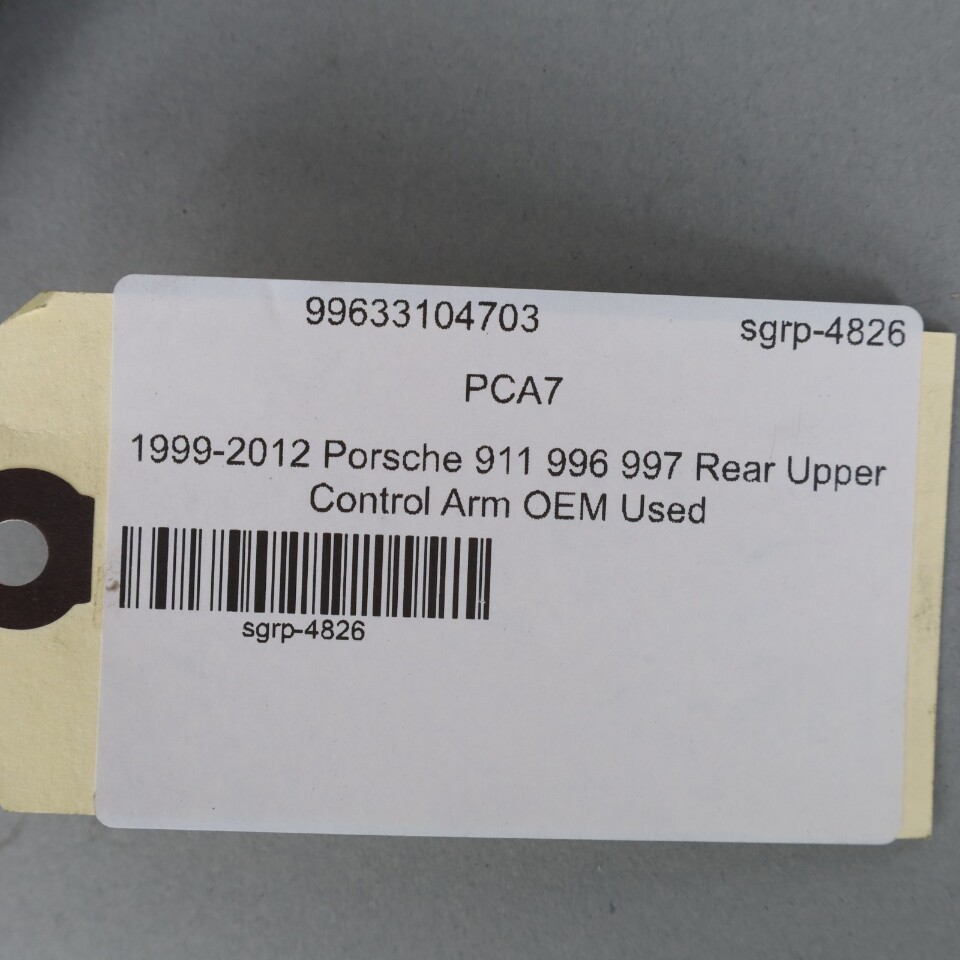 99633104703 sgrp-4826
PCA7
1999-2012 Porsche 911 996 997 Rear Upper
Control Arm OEM Used
sgrp-4826